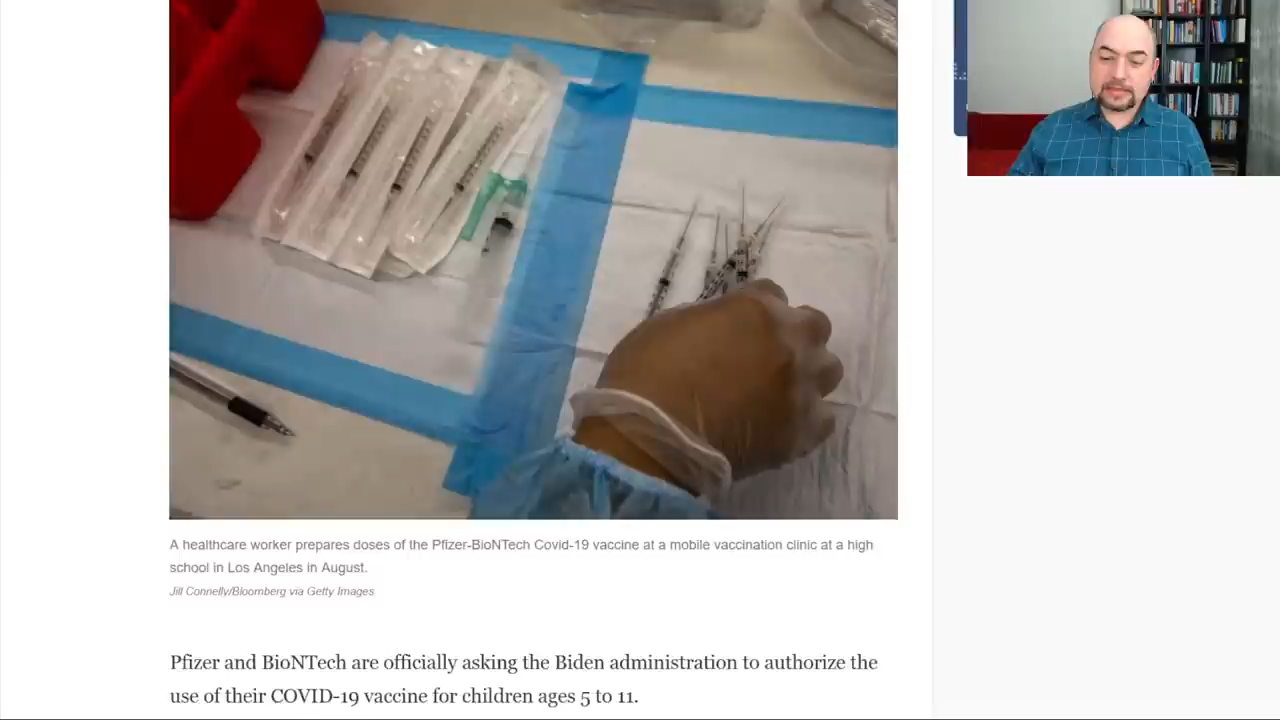 A healthcare worker prepares doses of the Pfizer-BioNTech Covid-19 vaccine at a mobile vaccination clinic at a high
school in Los Angeles in August.
Jill Connelly/Bloomberg via Getty Images
Pfizer and BioNTech are officially asking the Biden administration to authorize the
use of their COVID-19 vaccine for children ages 5 to 11.